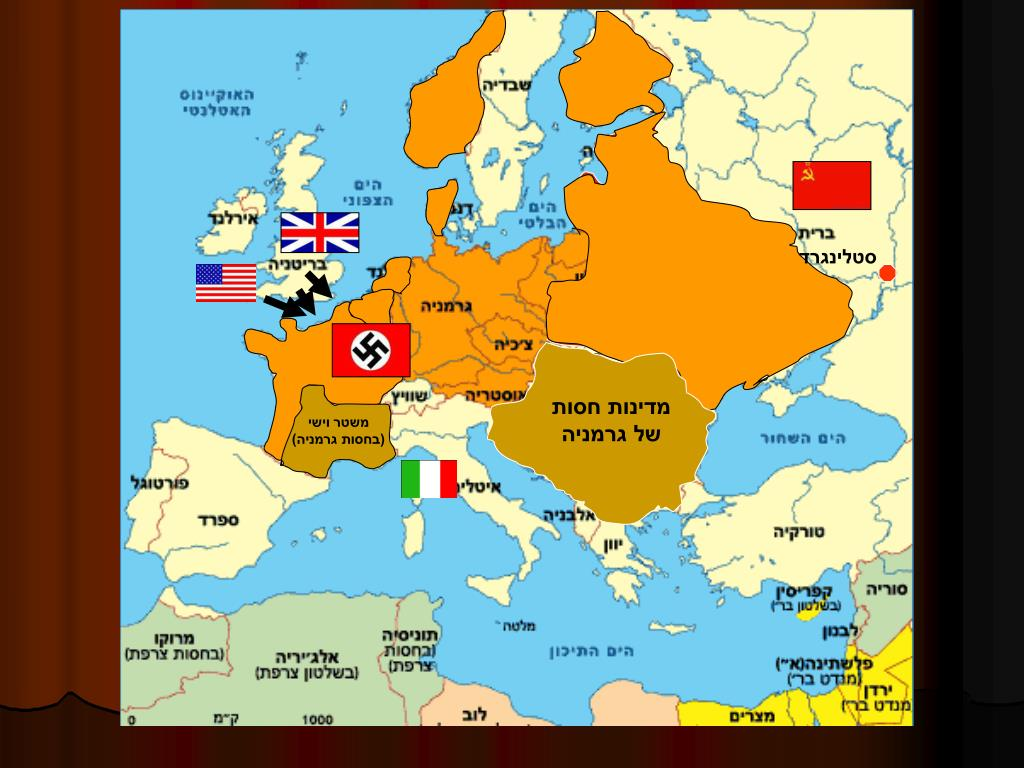 האוקיינוס
האטלנטי
שבדיה
הים
הצפוני
הים
הבלטי
אירלנד
בריטניה
ברית
סטלינגרד
גרמניה
צ'כיה
אוסטריה
שוויץ
מדינות חסות
של גרמניה
משטר וישי
(בחסות גרמניה)
הים השחור
פורטוגל
ספרד
איטליה
אלבניה
יוון
טורקיה
קפריסין
(בשלטון בר')
סוריה
לבנון
מרוקו
(בחסות צרפת)
אלג'יריה
(בשלטון צרפת)
תוניסיה
(בחסות
צרפת)
מלטה
הים התיכון
פלשתינה(א"י)
(מנדט בר')
ירדן
(מנדט בר')
לוב
מצרים
0
ק"מ
1000